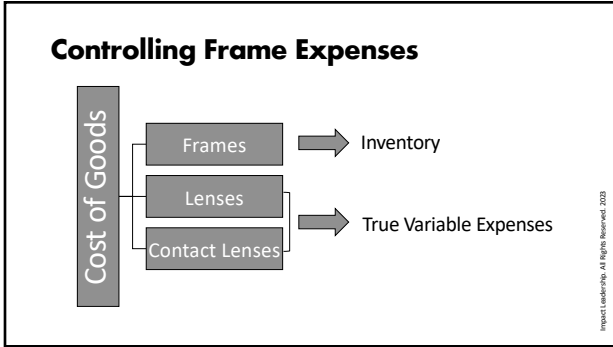 Controlling Frame Expenses
Cost of Goods
Frames
Inventory
Lenses
True Variable Expenses
Contact Lenses
Impact Leadership. All Rights Reserved. 2023